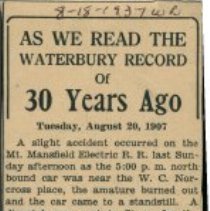 8-18-1937 W.R
AS WE READ THE
WATERBURY RECORD
Of
30 Years Ago
Tuesday, August 20, 1907
A slight accident occurred on the
Mt. Mansfield Electric R. R. last Sun-
day afternoon as the 5:00 p. m. north
bound car was near the W. C. Nor-
cross place, the amature burned out
and the car came to a standstill. A